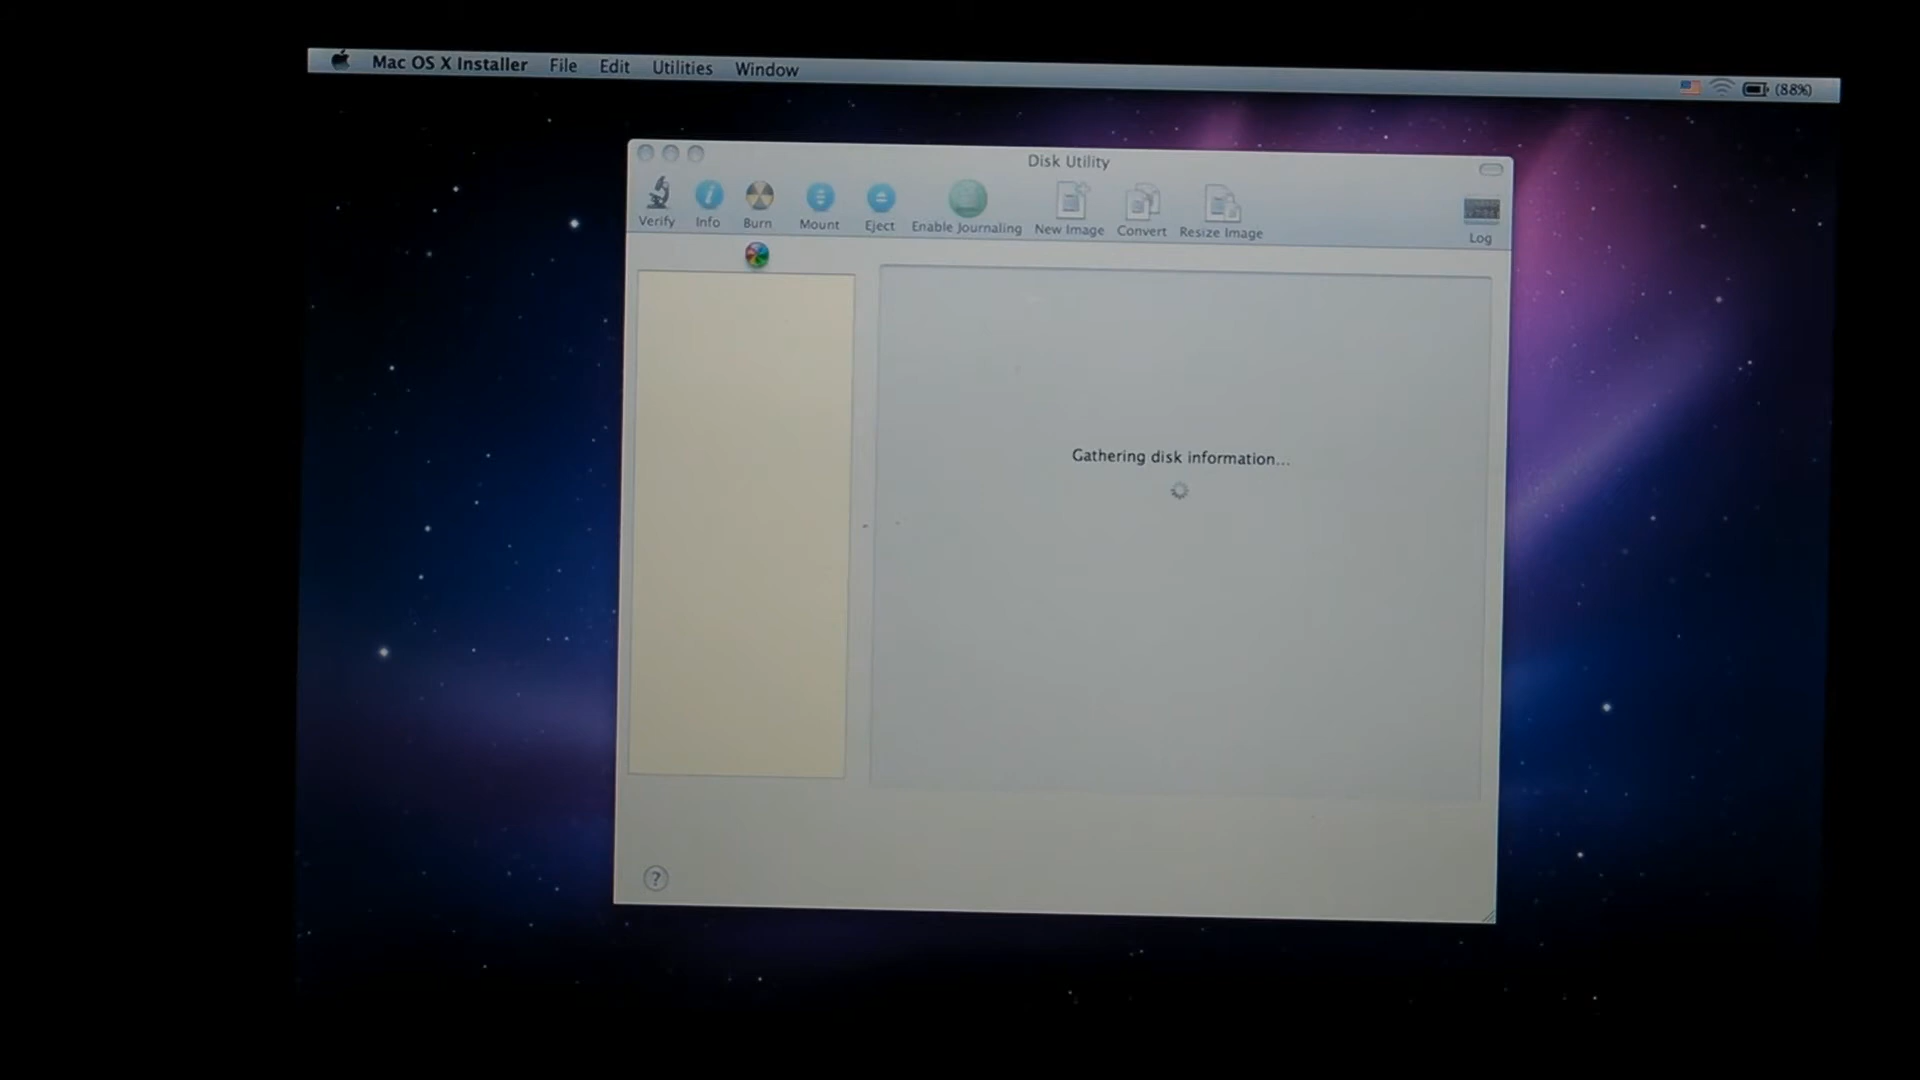 Mac OS X Installer File Edit Utilities Window
(88%)
Disk Utility
Verify Info Burn Mount Eject Enable Journaling New Image Convert Resize Image Log
Gathering disk information...
?